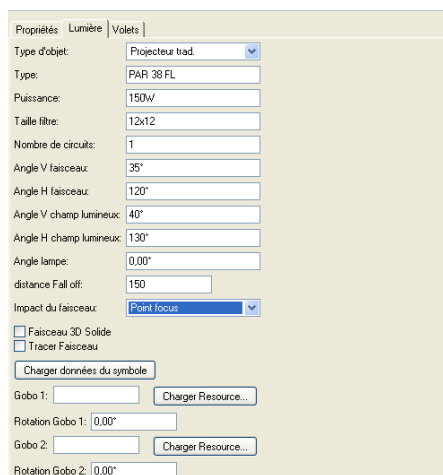 Propriétés Lumière Volets
Type d'objet: Projecteur trad.
Type: PAR 38 FL
Puissance: 150W
Taille filtre: 12x12
Nombre de circuits: 1
Angle V faisceau: 35°
Angle H faisceau: 120°
Angle V champ lumineux: 40°
Angle H champ lumineux: 130°
Angle lampe: 0,00°
distance Fall off: 150
Impact du faisceau: Point focus
Faisceau 3D Solide
Tracer Faisceau
Charger données du symbole
Gobo 1: Charger Resource...
Rotation Gobo 1: 0,00°
Gobo 2: Charger Resource...
Rotation Gobo 2: 0,00°